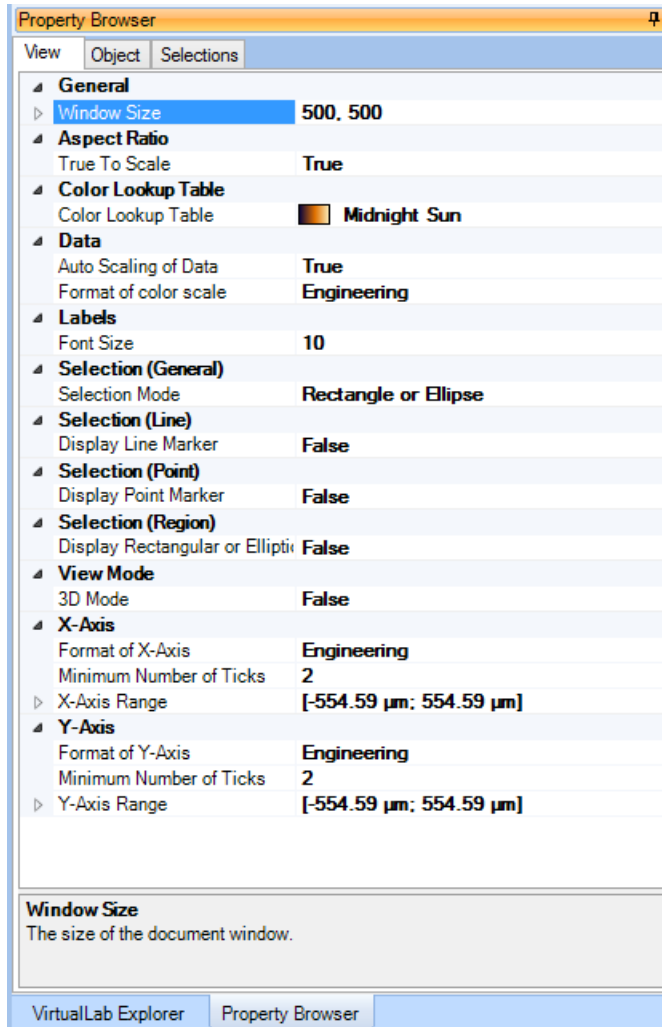 Property Browser
View Object Selections
General
Window Size 500, 500
Aspect Ratio
True To Scale True
Color Lookup Table
Color Lookup Table Midnight Sun
Data
Auto Scaling of Data True
Format of color scale Engineering
Labels
Font Size 10
Selection (General)
Selection Mode Rectangle or Ellipse
Selection (Line)
Display Line Marker False
Selection (Point)
Display Point Marker False
Selection (Region)
Display Rectangular or Elliptic False
View Mode
3D Mode False
X-Axis
Format of X-Axis Engineering
Minimum Number of Ticks 2
X-Axis Range [-554.59 µm; 554.59 µm]
Y-Axis
Format of Y-Axis Engineering
Minimum Number of Ticks 2
Y-Axis Range [-554.59 µm; 554.59 µm]
Window Size
The size of the document window.
VirtualLab Explorer Property Browser